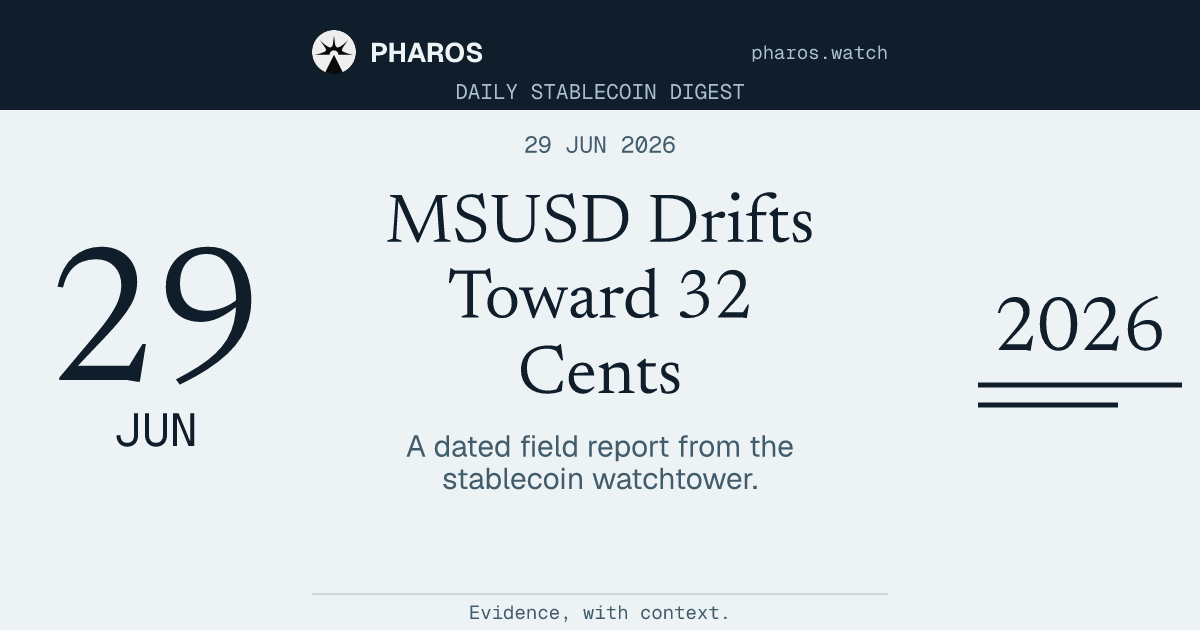 PHAROS
pharos.watch
DAILY STABLECOIN DIGEST
29 JUN 2026
MSUSD Drifts
Toward 32
Cents
A dated field report from the
stablecoin watchtower.
29
JUN
2026
Evidence, with context.